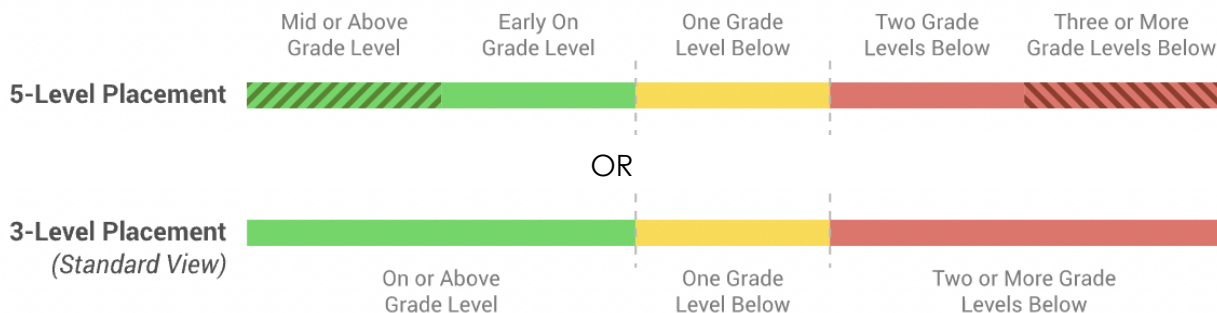 Mid or Above
Grade Level
Early On
Grade Level
One Grade
Level Below
Two Grade
Levels Below
Three or More
Grade Levels Below
5-Level Placement
OR
3-Level Placement
(Standard View)
On or Above
Grade Level
One Grade
Level Below
Two or More Grade
Levels Below